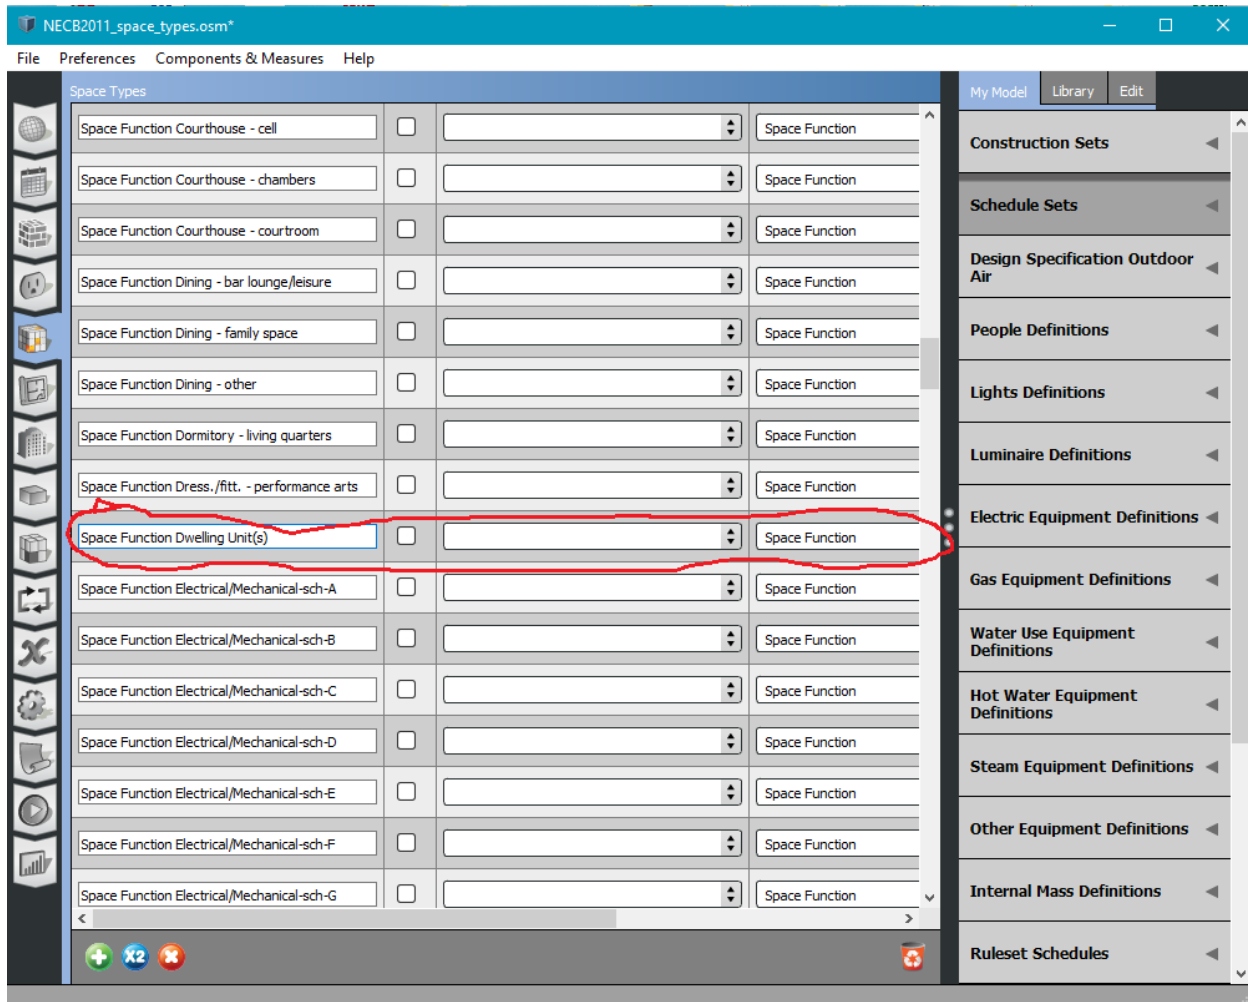 NECB2011_space_types.osm*
File Preferences Components & Measures Help
Space Types
My Model Library Edit
Space Function Courthouse - cell Space Function
Space Function Courthouse - chambers Space Function
Space Function Courthouse - courtroom Space Function
Space Function Dining - bar lounge/leisure Space Function
Space Function Dining - family space Space Function
Space Function Dining - other Space Function
Space Function Dormitory - living quarters Space Function
Space Function Dress./fitt. - performance arts Space Function
Space Function Dwelling Unit(s) Space Function
Space Function Electrical/Mechanical-sch-A Space Function
Space Function Electrical/Mechanical-sch-B Space Function
Space Function Electrical/Mechanical-sch-C Space Function
Space Function Electrical/Mechanical-sch-D Space Function
Space Function Electrical/Mechanical-sch-E Space Function
Space Function Electrical/Mechanical-sch-F Space Function
Space Function Electrical/Mechanical-sch-G Space Function
X2
Construction Sets
Schedule Sets
Design Specification Outdoor
Air
People Definitions
Lights Definitions
Luminaire Definitions
Electric Equipment Definitions
Gas Equipment Definitions
Water Use Equipment
Definitions
Hot Water Equipment
Definitions
Steam Equipment Definitions
Other Equipment Definitions
Internal Mass Definitions
Ruleset Schedules